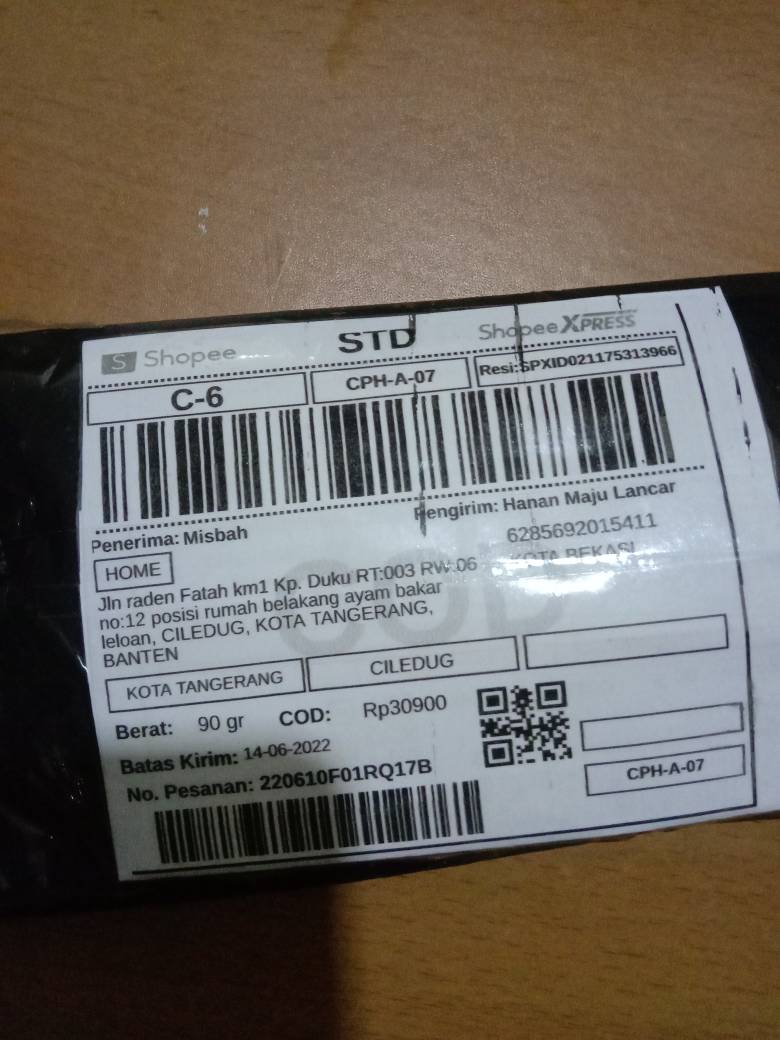 S Shopee STD Shopee XPRESS
C-6 CPH-A-07 Resi:SPXID021175313966
Penerima: Misbah Pengirim: Hanan Maju Lancar
HOME 6285692015411
KOTA BEKASI
Jln raden Fatah km1 Kp. Duku RT:003 RW.06
no:12 posisi rumah belakang ayam bakar
leloan, CILEDUG, KOTA TANGERANG,
BANTEN
COD
KOTA TANGERANG CILEDUG
Berat: 90 gr COD: Rp30900
Batas Kirim: 14-06-2022
No. Pesanan: 220610F01RQ17B
CPH-A-07